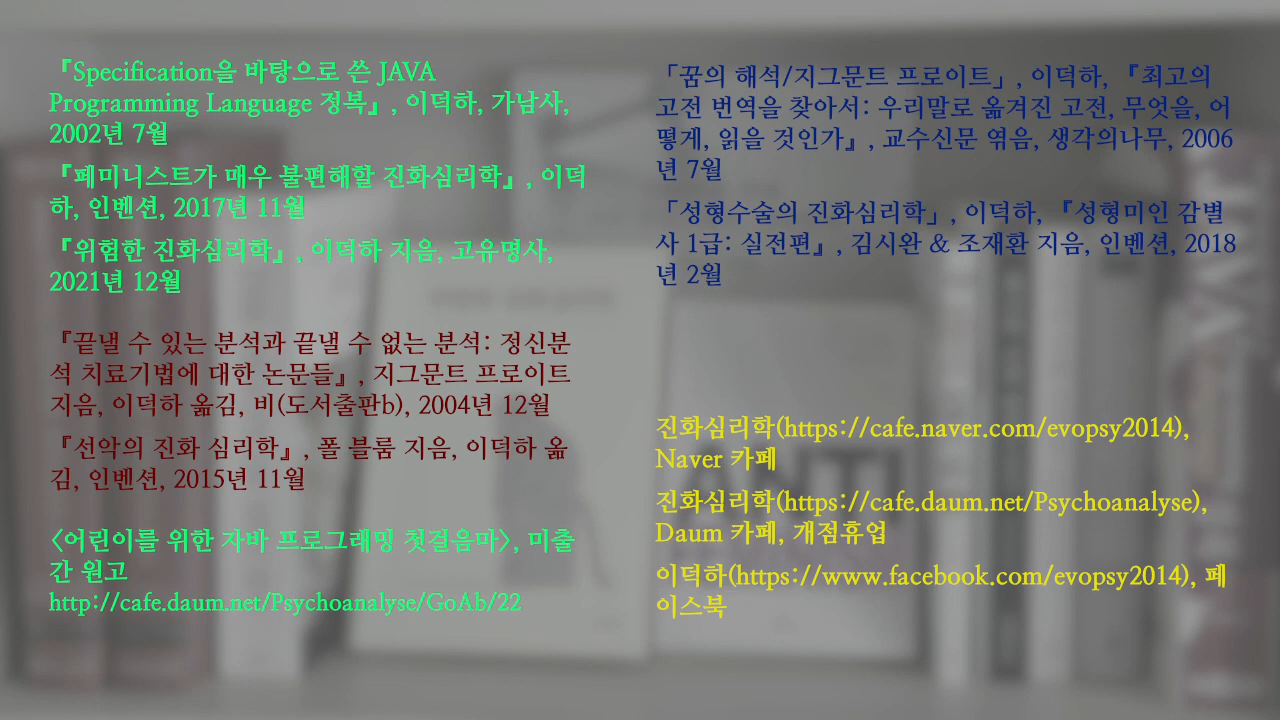 『Specification을 바탕으로 쓴 JAVA
Programming Language 정복』, 이덕하, 가남사,
2002년 7월
『페미니스트가 매우 불편해할 진화심리학』, 이덕
하, 인벤션, 2017년 11월
『위험한 진화심리학』, 이덕하 지음, 고유명사,
2021년 12월
『끝낼 수 있는 분석과 끝낼 수 없는 분석: 정신분
석 치료기법에 대한 논문들』, 지그문트 프로이트
지음, 이덕하 옮김, 비(도서출판b), 2004년 12월
『선악의 진화 심리학』, 폴 블룸 지음, 이덕하 옮
김, 인벤션, 2015년 11월
〈어린이를 위한 자바 프로그래밍 첫걸음마〉, 미출
간 원고
http://cafe.daum.net/Psychoanalyse/GoAb/22
「꿈의 해석/지그문트 프로이트」, 이덕하, 『최고의
고전 번역을 찾아서: 우리말로 옮겨진 고전, 무엇을, 어
떻게, 읽을 것인가』, 교수신문 엮음, 생각의나무, 2006
년 7월
「성형수술의 진화심리학」, 이덕하, 『성형미인 감별
사 1급: 실전편』, 김시완 & 조재환 지음, 인벤션, 2018
년 2월
진화심리학(https://cafe.naver.com/evopsy2014),
Naver 카페
진화심리학(https://cafe.daum.net/Psychoanalyse),
Daum 카페, 개점휴업
이덕하(https://www.facebook.com/evopsy2014), 페
이스북